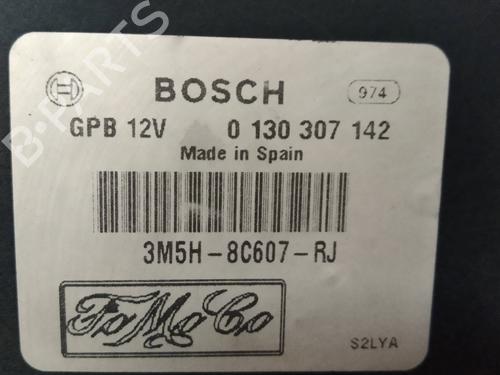 BOSCH 974
GPB 12V 0 130 307 142
Made in Spain
3M5H-8C607-RJ
FoMoCo
S2LYA
B-PARTS